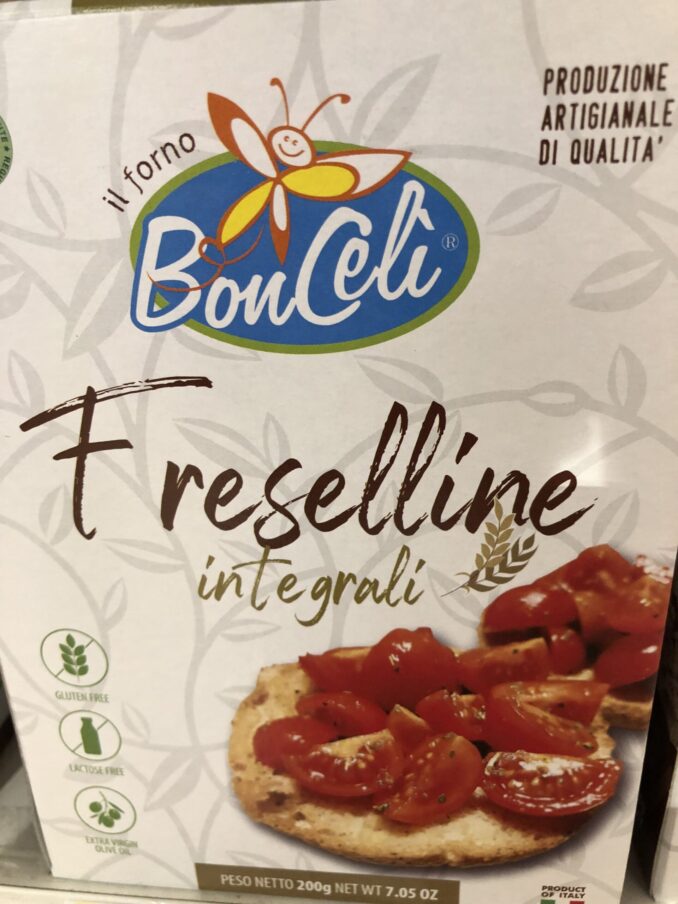 PRODUZIONE
ARTIGIANALE
DI QUALITA'
il forno
BonCelì ®
Freselline
integrali
GLUTEN FREE
LACTOSE FREE
EXTRA VIRGIN
OLIVE OIL
PESO NETTO 200g NET WT 7.05 OZ
PRODUCT
OF ITALY